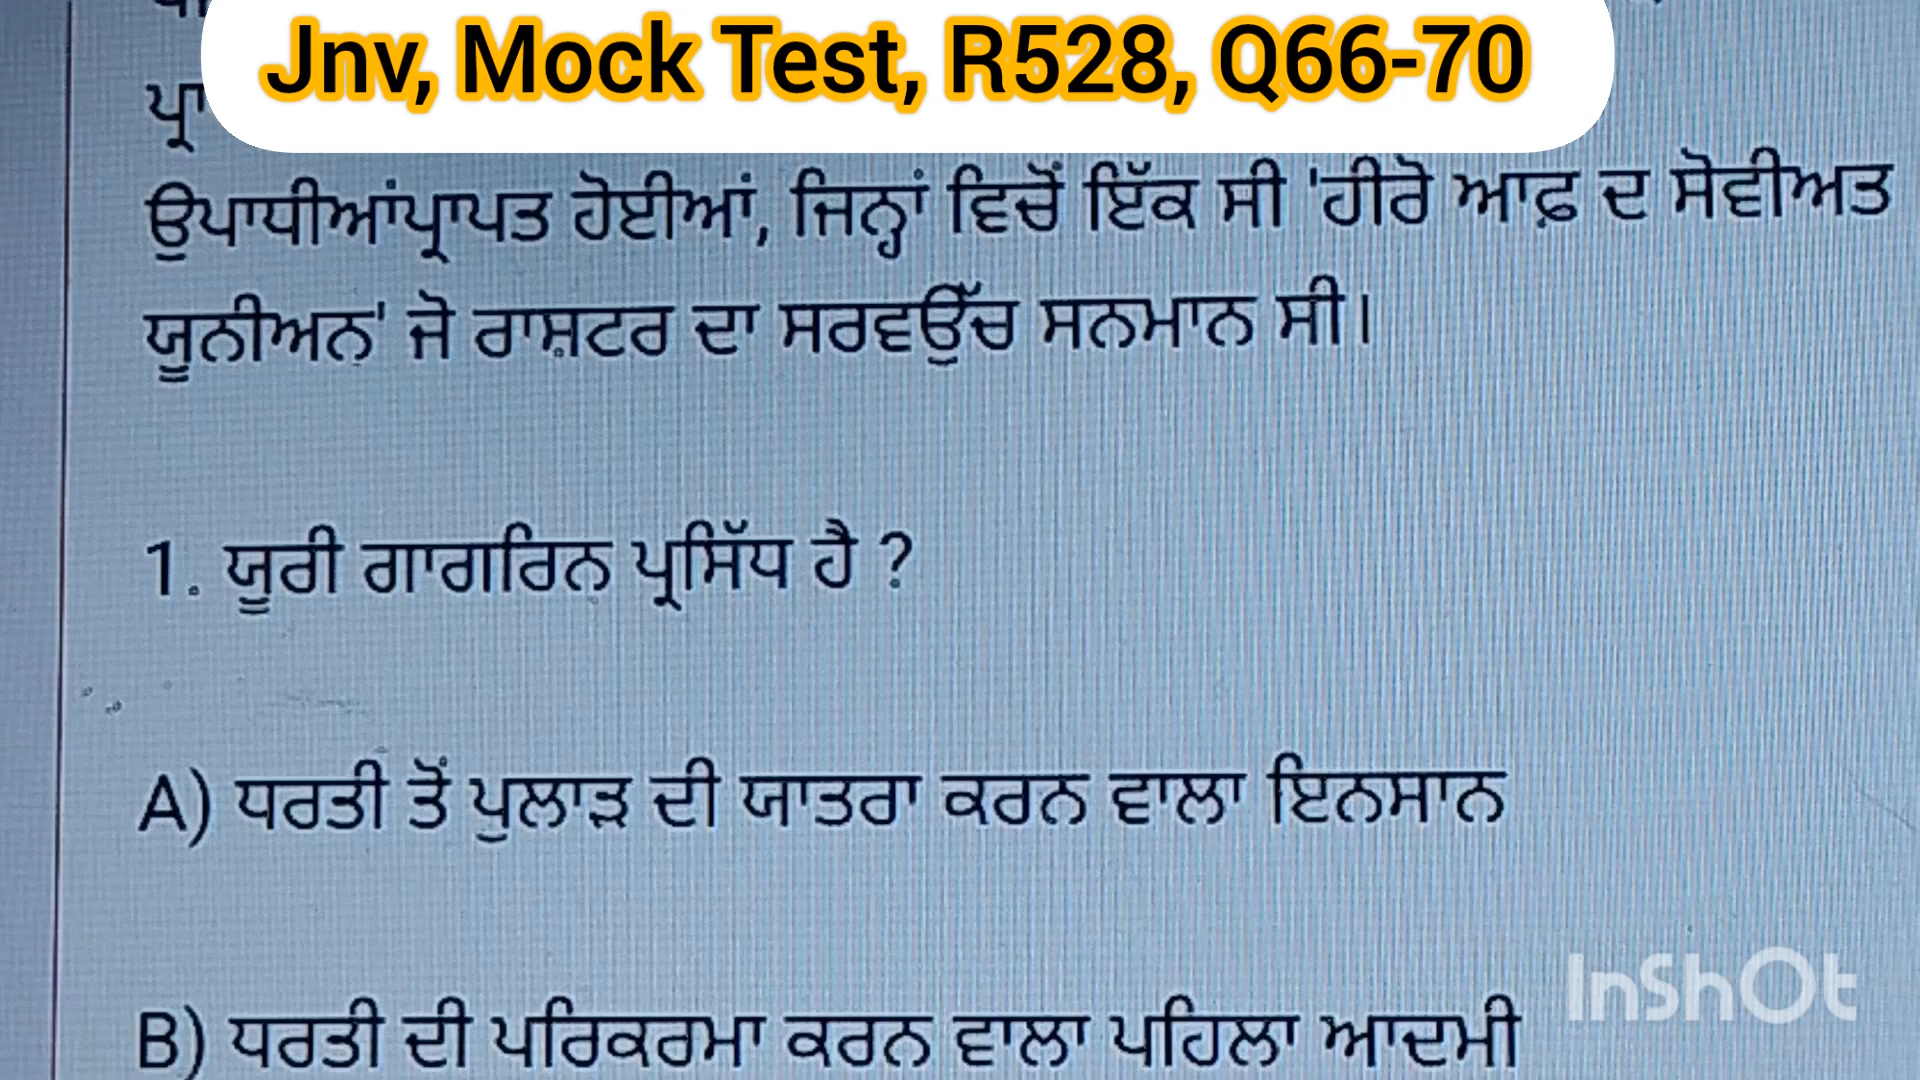 Jnv, Mock Test, R528, Q66-70
ਪ੍ਰਾ
ਉਪਾਧੀਆਂਪ੍ਰਾਪਤ ਹੋਈਆਂ, ਜਿਨ੍ਹਾਂ ਵਿਚੋਂ ਇੱਕ ਸੀ 'ਹੀਰੋ ਆਫ਼ ਦ ਸੋਵੀਅਤ
ਯੂਨੀਅਨ' ਜੋ ਰਾਸ਼ਟਰ ਦਾ ਸਰਵਉੱਚ ਸਨਮਾਨ ਸੀ।
1. ਯੂਰੀ ਗਾਗਰਿਨ ਪ੍ਰਸਿੱਧ ਹੈ ?
A) ਧਰਤੀ ਤੋਂ ਪੁਲਾੜ ਦੀ ਯਾਤਰਾ ਕਰਨ ਵਾਲਾ ਇਨਸਾਨ
B) ਧਰਤੀ ਦੀ ਪਰਿਕਰਮਾ ਕਰਨ ਵਾਲਾ ਪਹਿਲਾ ਆਦਮੀ
InShOt